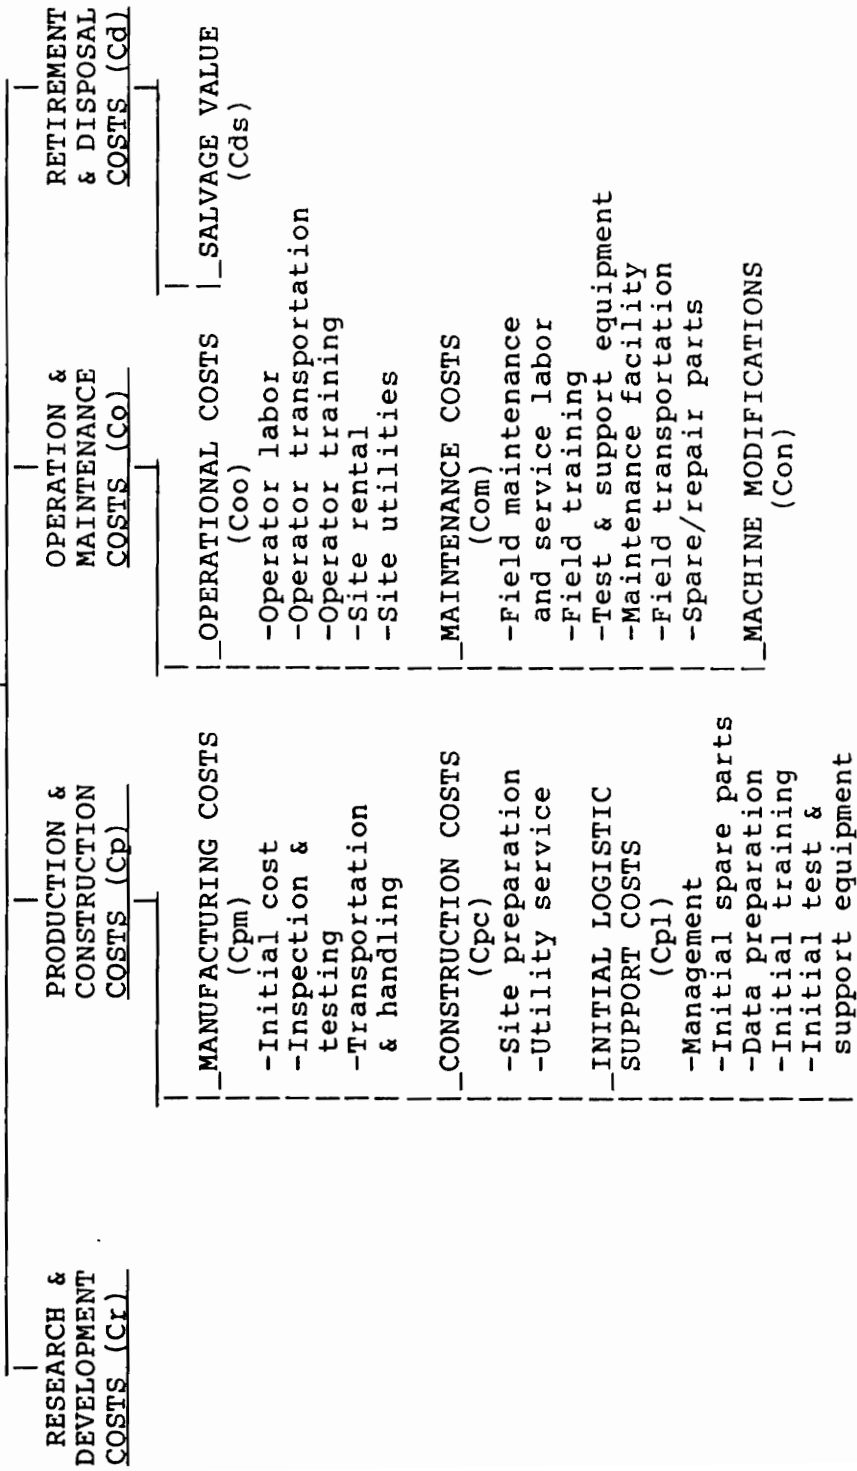 RESEARCH &
DEVELOPMENT
COSTS (Cr)
PRODUCTION &
CONSTRUCTION
COSTS (Cp)
MANUFACTURING COSTS
(Cpm)
-Initial cost
-Inspection &
testing
-Transportation
& handling
CONSTRUCTION COSTS
(Cpc)
-Site preparation
-Utility service
INITIAL LOGISTIC
SUPPORT COSTS
(Cpl)
-Management
-Initial spare parts
-Data preparation
-Initial training
-Initial test &
support equipment
OPERATION &
MAINTENANCE
COSTS (Co)
OPERATIONAL COSTS
(Coo)
-Operator labor
-Operator transportation
-Operator training
-Site rental
-Site utilities
MAINTENANCE COSTS
(Com)
-Field maintenance
and service labor
-Field training
-Test & support equipment
-Maintenance facility
-Field transportation
-Spare/repair parts
MACHINE MODIFICATIONS
(Con)
RETIREMENT
& DISPOSAL
COSTS (Cd)
SALVAGE VALUE
(Cds)